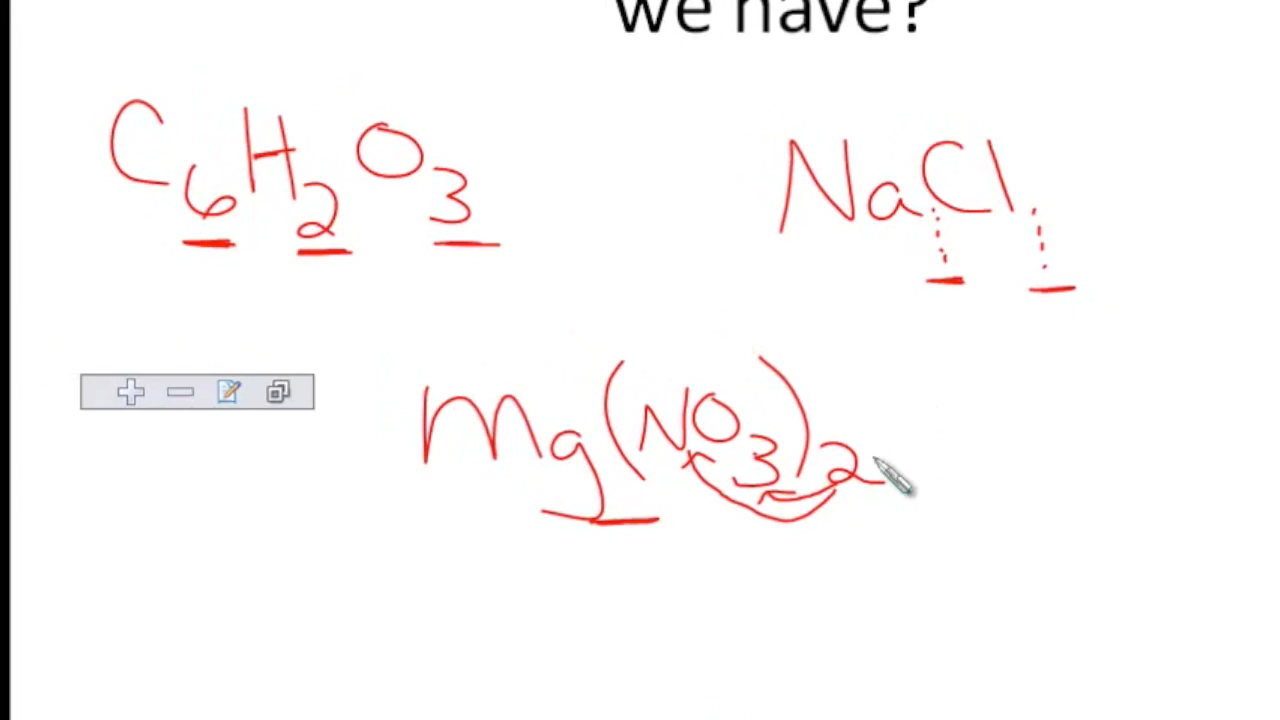 we have?
C₆H₂O₃
NaCl
Mg(NO₃)₂